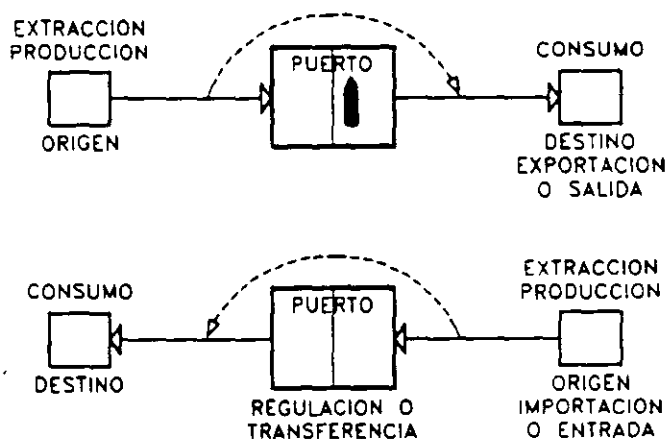 EXTRACCION
PRODUCCION
ORIGEN
PUERTO
CONSUMO
DESTINO
EXPORTACION
O SALIDA
CONSUMO
DESTINO
PUERTO
REGULACION O
TRANSFERENCIA
EXTRACCION
PRODUCCION
ORIGEN
IMPORTACION
O ENTRADA